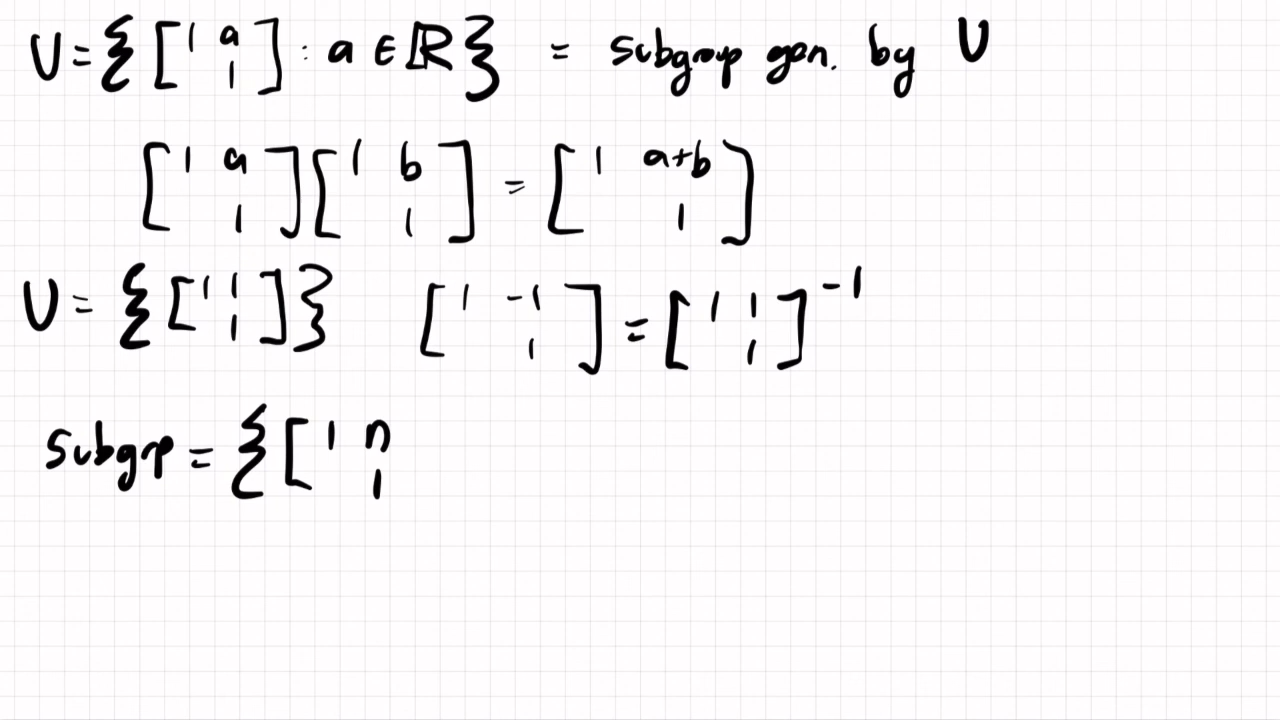 U = { [ 1 a 1 ] : a ∈ ℝ } = subgroup gen. by U
[ 1 a 1 ] [ 1 b 1 ] = [ 1 a+b 1 ]
U = { [ 1 1 1 ] } [ 1 -1 1 ] = [ 1 1 1 ]⁻¹
Subgrp = { [ 1 n 1